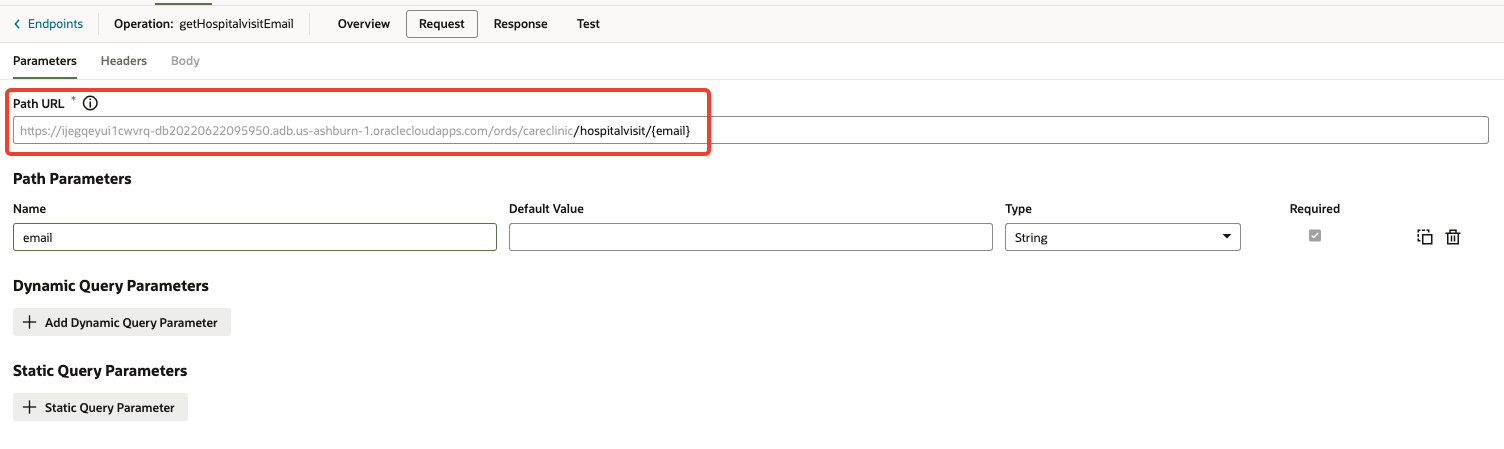 Endpoints Operation: getHospitalvisitEmail Overview Request Response Test
Parameters Headers Body
Path URL *
https://ijegqeyui1cwvrq-db20220622095950.adb.us-ashburn-1.oraclecloudapps.com/ords/careclinic/hospitalvisit/{email}
Path Parameters
Name Default Value Type Required
email String
Dynamic Query Parameters
+ Add Dynamic Query Parameter
Static Query Parameters
+ Static Query Parameter